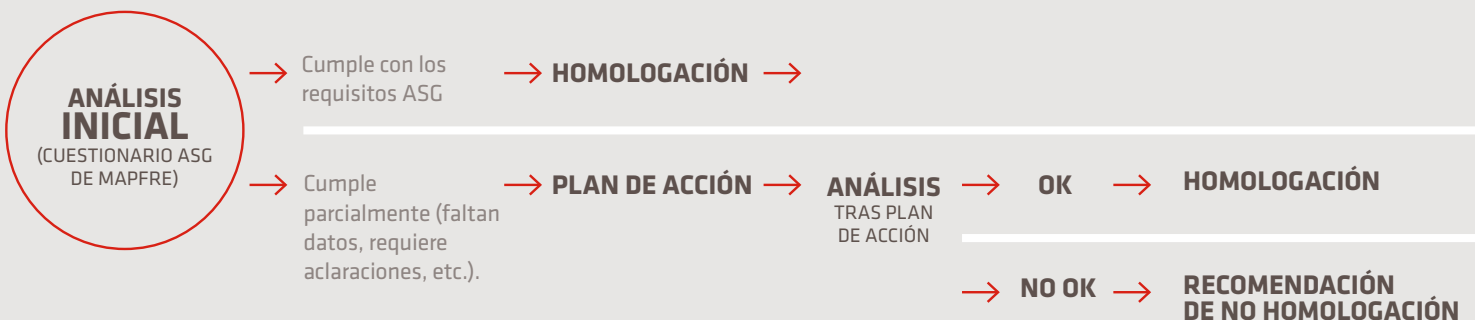 ANÁLISIS
INICIAL
(CUESTIONARIO ASG
DE MAPFRE)
Cumple con los
requisitos ASG
HOMOLOGACIÓN
Cumple
parcialmente (faltan
datos, requiere
aclaraciones, etc.).
PLAN DE ACCIÓN
ANÁLISIS
TRAS PLAN
DE ACCIÓN
OK
HOMOLOGACIÓN
NO OK
RECOMENDACIÓN
DE NO HOMOLOGACIÓN